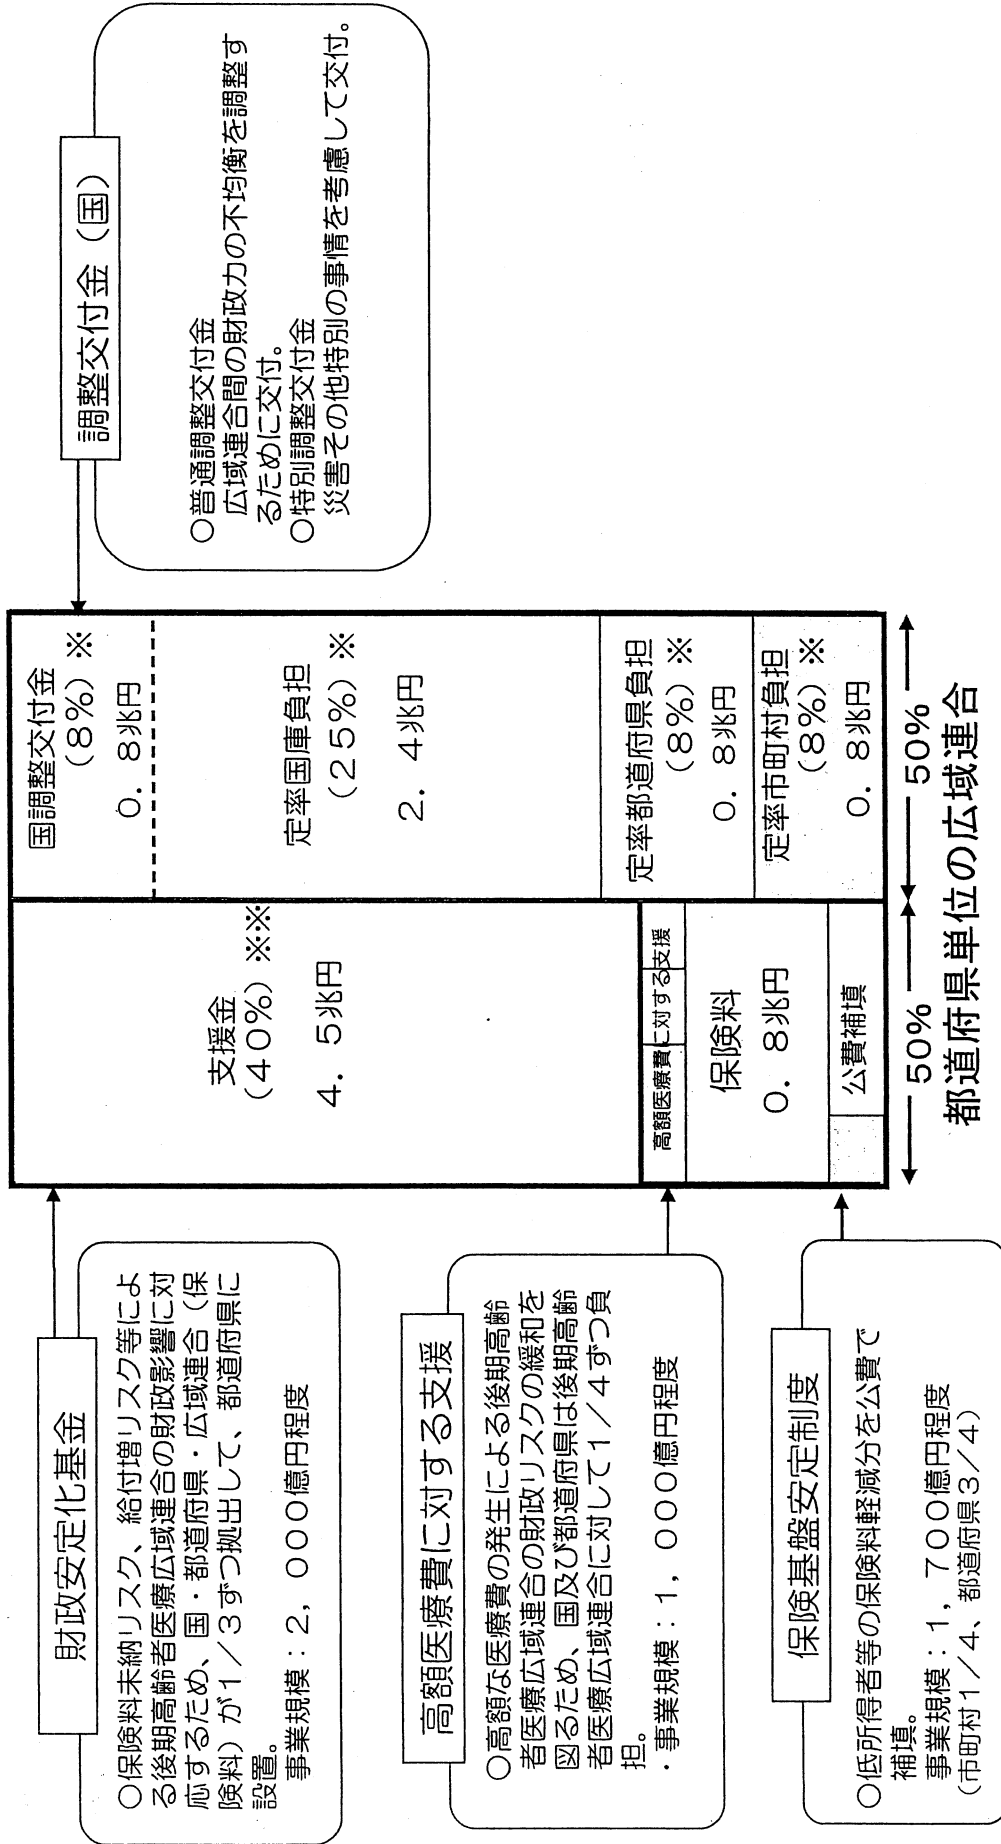 財政安定化基金
○保険料未納リスク、給付増リスク等によ
る後期高齢者医療広域連合の財政影響に対
応するため、国・都道府県・広域連合（保
険料）が１/３ずつ拠出して、都道府県に
設置。
事業規模：２，０００億円程度
高額医療費に対する支援
○高額な医療費の発生による後期高齢
者医療広域連合の財政リスクの緩和を
図るため、国及び都道府県は後期高齢
者医療広域連合に対して１/４ずつ負
担。
・事業規模：１，０００億円程度
保険基盤安定制度
○低所得者等の保険料軽減分を公費で
補填。
事業規模：１，７００億円程度
（市町村１/４、都道府県３/４）
支援金
（４０％）※※
４．５兆円
高額医療費に対する支援
保険料
０．８兆円
公費補填
国調整交付金
（８％）※
０．８兆円
定率国庫負担
（２５％）※
２．４兆円
定率都道府県負担
（８％）※
０．８兆円
定率市町村負担
（８％）※
０．８兆円
50%
50%
都道府県単位の広域連合
調整交付金（国）
○普通調整交付金
広域連合間の財政力の不均衡を調整す
るために交付。
○特別調整交付金
災害その他特別の事情を考慮して交付。